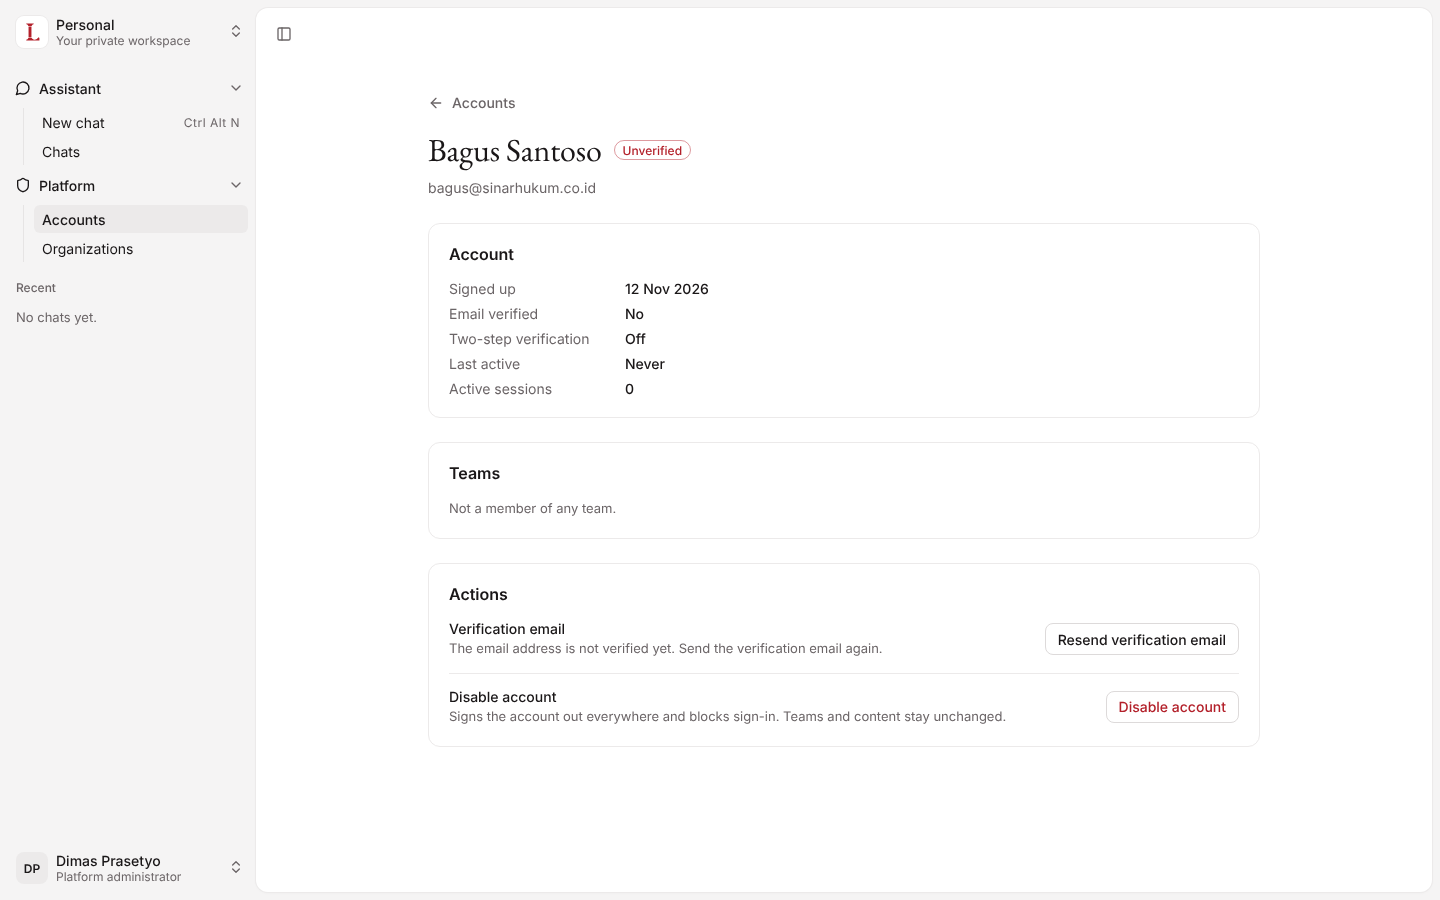 L
Personal
Your private workspace
Assistant
New chat Ctrl Alt N
Chats
Platform
Accounts
Organizations
Recent
No chats yet.
DP
Dimas Prasetyo
Platform administrator
Accounts
Bagus Santoso Unverified
bagus@sinarhukum.co.id
Account
Signed up 12 Nov 2026
Email verified No
Two-step verification Off
Last active Never
Active sessions 0
Teams
Not a member of any team.
Actions
Verification email
The email address is not verified yet. Send the verification email again.
Resend verification email
Disable account
Signs the account out everywhere and blocks sign-in. Teams and content stay unchanged.
Disable account